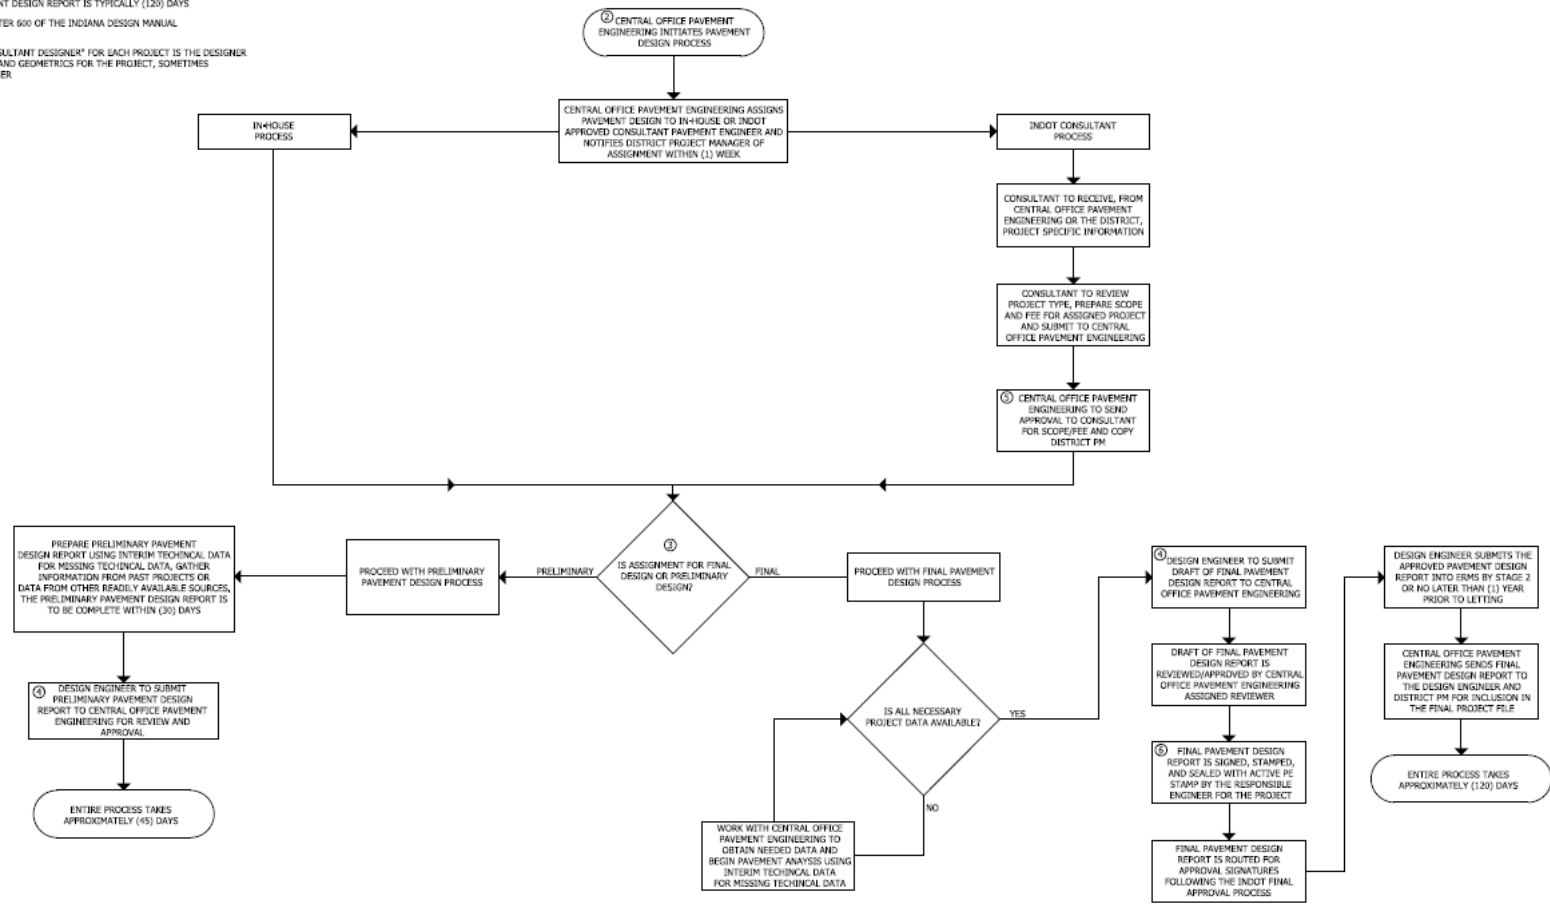 NT DESIGN REPORT IS TYPICALLY (120) DAYS
TER 600 OF THE INDIANA DESIGN MANUAL
SULTANT DESIGNER" FOR EACH PROJECT IS THE DESIGNER
AND GEOMETRICS FOR THE PROJECT, SOMETIMES
ER
② CENTRAL OFFICE PAVEMENT
ENGINEERING INITIATES PAVEMENT
DESIGN PROCESS
CENTRAL OFFICE PAVEMENT ENGINEERING ASSIGNS
PAVEMENT DESIGN TO IN-HOUSE OR INDOT
APPROVED CONSULTANT PAVEMENT ENGINEER AND
NOTIFIES DISTRICT PROJECT MANAGER OF
ASSIGNMENT WITHIN (1) WEEK
IN-HOUSE
PROCESS
INDOT CONSULTANT
PROCESS
CONSULTANT TO RECEIVE, FROM
CENTRAL OFFICE PAVEMENT
ENGINEERING OR THE DISTRICT,
PROJECT SPECIFIC INFORMATION
CONSULTANT TO REVIEW
PROJECT TYPE, PREPARE SCOPE
AND FEE FOR ASSIGNED PROJECT
AND SUBMIT TO CENTRAL
OFFICE PAVEMENT ENGINEERING
⑤ CENTRAL OFFICE PAVEMENT
ENGINEERING TO SEND
APPROVAL TO CONSULTANT
FOR SCOPE/FEE AND COPY
DISTRICT PM
③
IS ASSIGNMENT FOR FINAL
DESIGN OR PRELIMINARY
DESIGN?
PRELIMINARY
FINAL
PROCEED WITH PRELIMINARY
PAVEMENT DESIGN PROCESS
PREPARE PRELIMINARY PAVEMENT
DESIGN REPORT USING INTERIM TECHINCAL DATA
FOR MISSING TECHINCAL DATA, GATHER
INFORMATION FROM PAST PROJECTS OR
DATA FROM OTHER READILY AVAILABLE SOURCES,
THE PRELIMINARY PAVEMENT DESIGN REPORT IS
TO BE COMPLETE WITHIN (30) DAYS
④ DESIGN ENGINEER TO SUBMIT
PRELIMINARY PAVEMENT DESIGN
REPORT TO CENTRAL OFFICE PAVEMENT
ENGINEERING FOR REVIEW AND
APPROVAL
ENTIRE PROCESS TAKES
APPROXIMATELY (45) DAYS
PROCEED WITH FINAL PAVEMENT
DESIGN PROCESS
IS ALL NECESSARY
PROJECT DATA AVAILABLE?
YES
NO
WORK WITH CENTRAL OFFICE
PAVEMENT ENGINEERING TO
OBTAIN NEEDED DATA AND
BEGIN PAVEMENT ANAYSIS USING
INTERIM TECHINCAL DATA
FOR MISSING TECHINCAL DATA
④ DESIGN ENGINEER TO SUBMIT
DRAFT OF FINAL PAVEMENT
DESIGN REPORT TO CENTRAL
OFFICE PAVEMENT ENGINEERING
DRAFT OF FINAL PAVEMENT
DESIGN REPORT IS
REVIEWED/APPROVED BY CENTRAL
OFFICE PAVEMENT ENGINEERING
ASSIGNED REVIEWER
⑥ FINAL PAVEMENT DESIGN
REPORT IS SIGNED, STAMPED,
AND SEALED WITH ACTIVE PE
STAMP BY THE RESPONSIBLE
ENGINEER FOR THE PROJECT
FINAL PAVEMENT DESIGN
REPORT IS ROUTED FOR
APPROVAL SIGNATURES
FOLLOWING THE INDOT FINAL
APPROVAL PROCESS
DESIGN ENGINEER SUBMITS THE
APPROVED PAVEMENT DESIGN
REPORT INTO ERMS BY STAGE 2
OR NO LATER THAN (1) YEAR
PRIOR TO LETTING
CENTRAL OFFICE PAVEMENT
ENGINEERING SENDS FINAL
PAVEMENT DESIGN REPORT TO
THE DESIGN ENGINEER AND
DISTRICT PM FOR INCLUSION IN
THE FINAL PROJECT FILE
ENTIRE PROCESS TAKES
APPROXIMATELY (120) DAYS